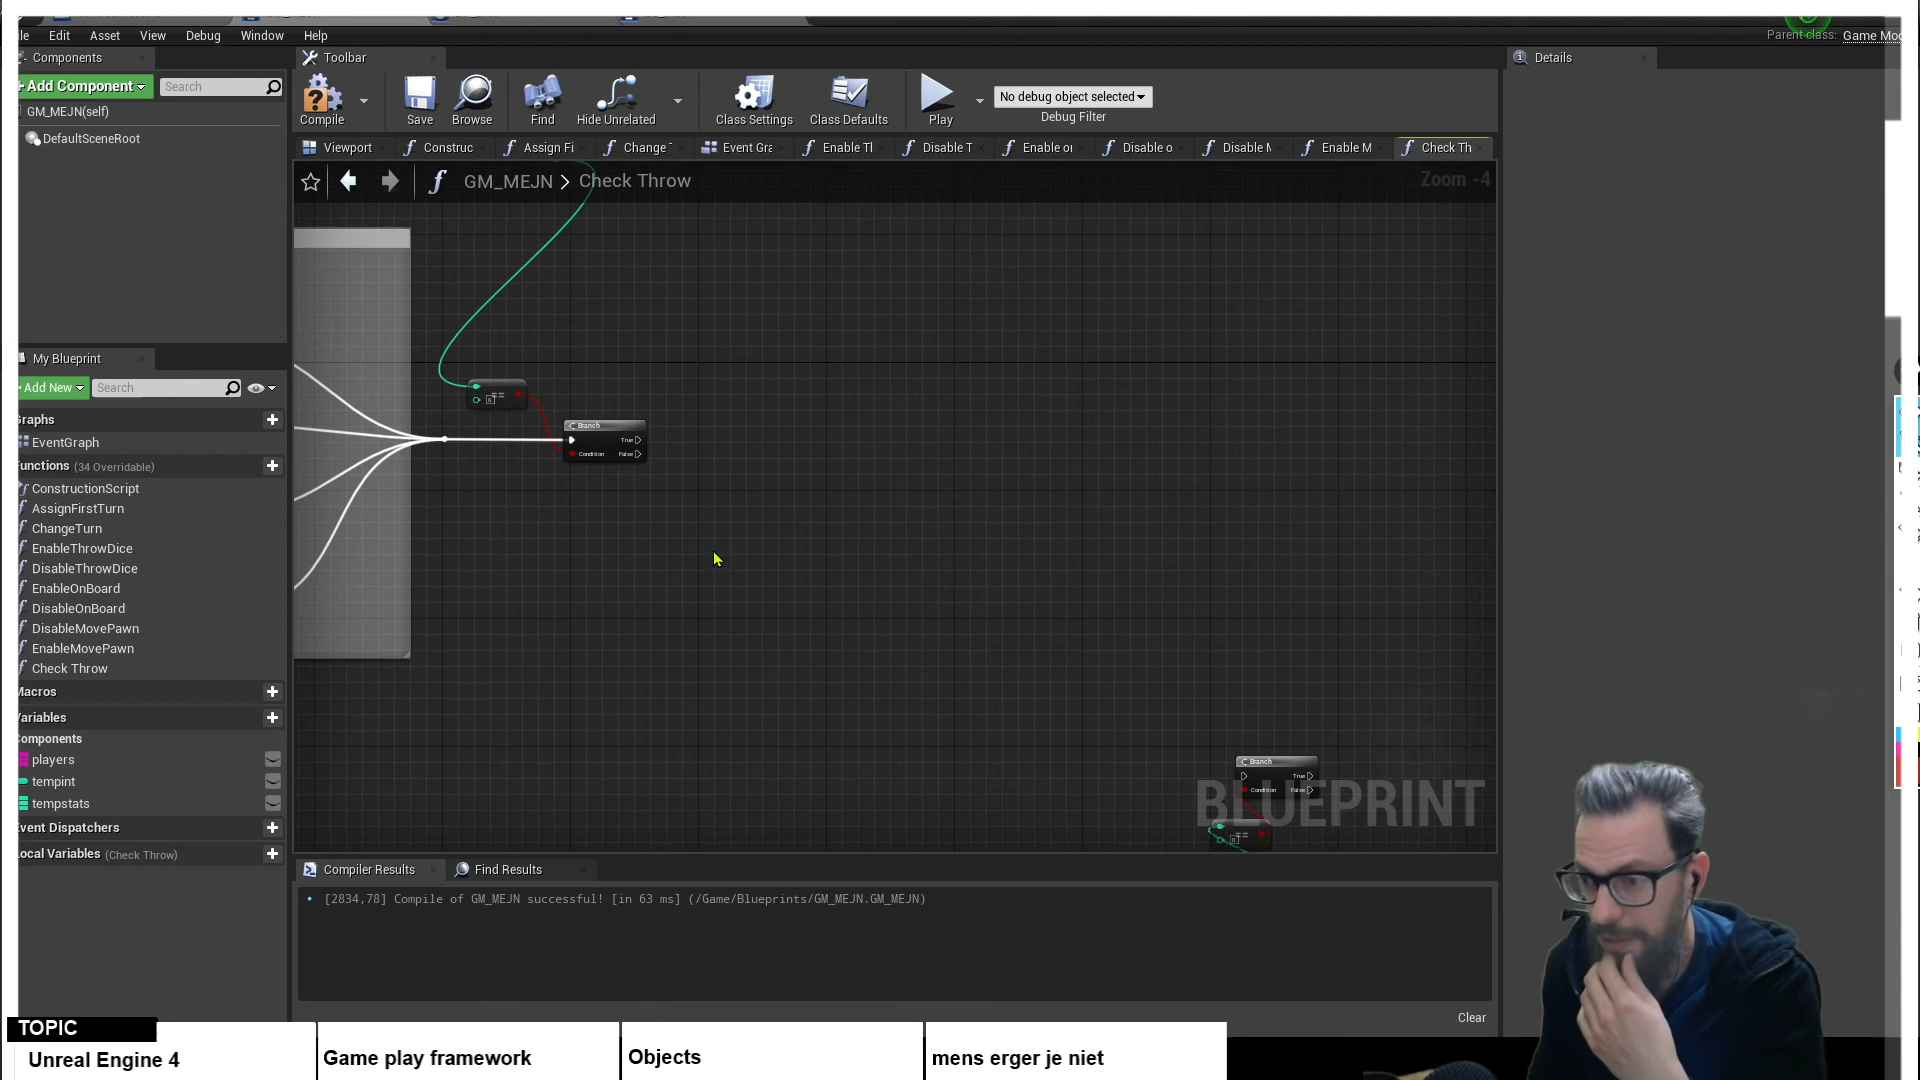 ile Edit Asset View Debug Window Help
Parent class: Game Mo
Components
Toolbar
Details
+Add Component
Search
GM_MEJN(self)
DefaultSceneRoot
Compile
Save
Browse
Find
Hide Unrelated
Class Settings
Class Defaults
Play
No debug object selected
Debug Filter
Viewport
Construc
Assign Fi
Change
Event Gra
Enable Tl
Disable T
Enable o
Disable o
Disable M
Enable M
Check Th
GM_MEJN > Check Throw
Zoom -4
My Blueprint
Add New
Search
Graphs
EventGraph
Functions (34 Overridable)
ConstructionScript
AssignFirstTurn
ChangeTurn
EnableThrowDice
DisableThrowDice
EnableOnBoard
DisableOnBoard
DisableMovePawn
EnableMovePawn
Check Throw
Macros
Variables
Components
players
tempint
tempstats
Event Dispatchers
Local Variables (Check Throw)
6 ==
Branch
True
Condition False
Branch
True
Condition False
0 ==
BLUEPRINT
Compiler Results
Find Results
• [2834,78] Compile of GM_MEJN successful! [in 63 ms] (/Game/Blueprints/GM_MEJN.GM_MEJN)
Clear
TOPIC
Unreal Engine 4
Game play framework
Objects
mens erger je niet